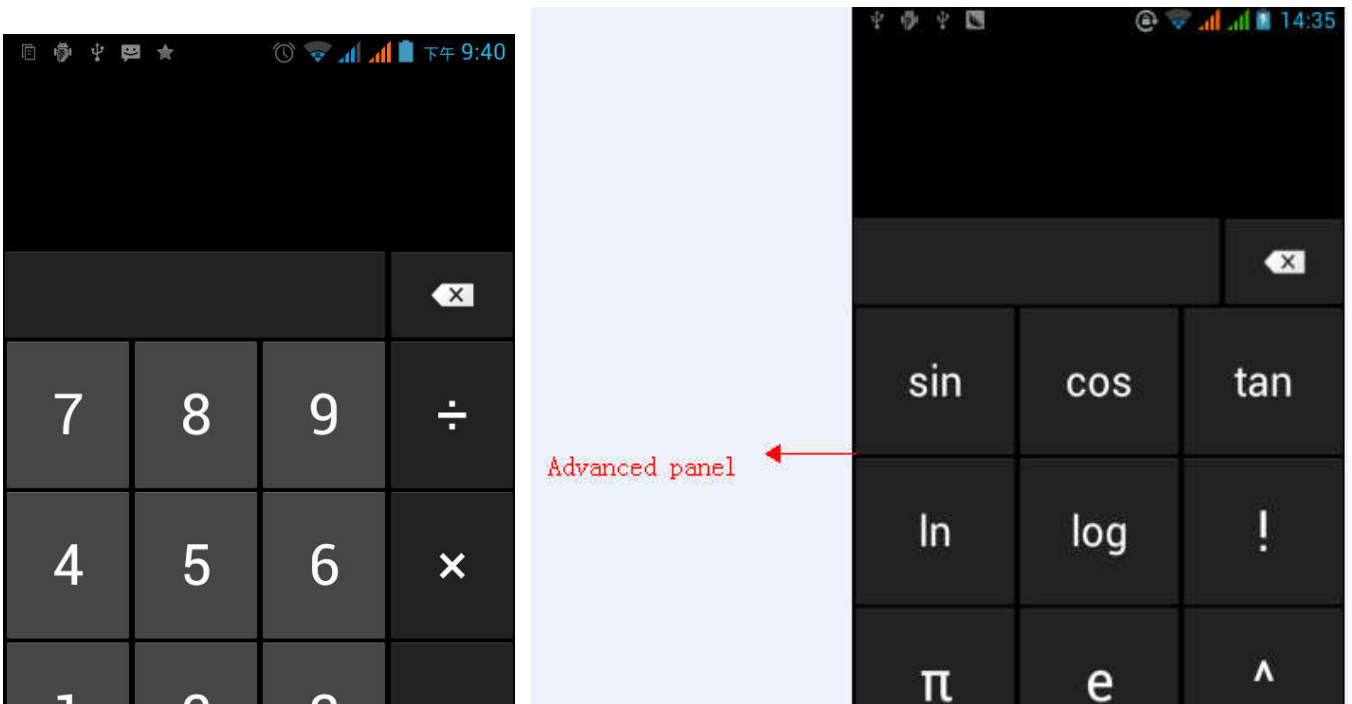 下午 9:40
7 8 9 ÷
4 5 6 ×
Advanced panel
14:35
sin cos tan
ln log !
π e ^